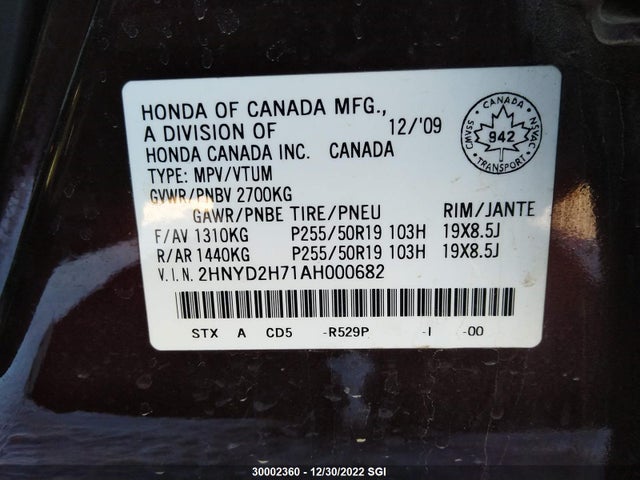 HONDA OF CANADA MFG.,
A DIVISION OF 12/'09
HONDA CANADA INC. CANADA
TYPE: MPV/VTUM
GVWR/PNBV 2700KG
GAWR/PNBE TIRE/PNEU RIM/JANTE
F/AV 1310KG P255/50R19 103H 19X8.5J
R/AR 1440KG P255/50R19 103H 19X8.5J
V.I.N. 2HNYD2H71AH000682
STX A CD5 -R529P -I -00
CANADA
CMVSS 942 NSVAC
TRANSPORT
30002360 - 12/30/2022 SGI